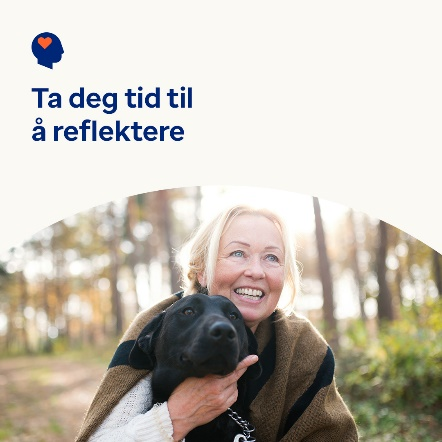 Ta deg tid til
å reflektere